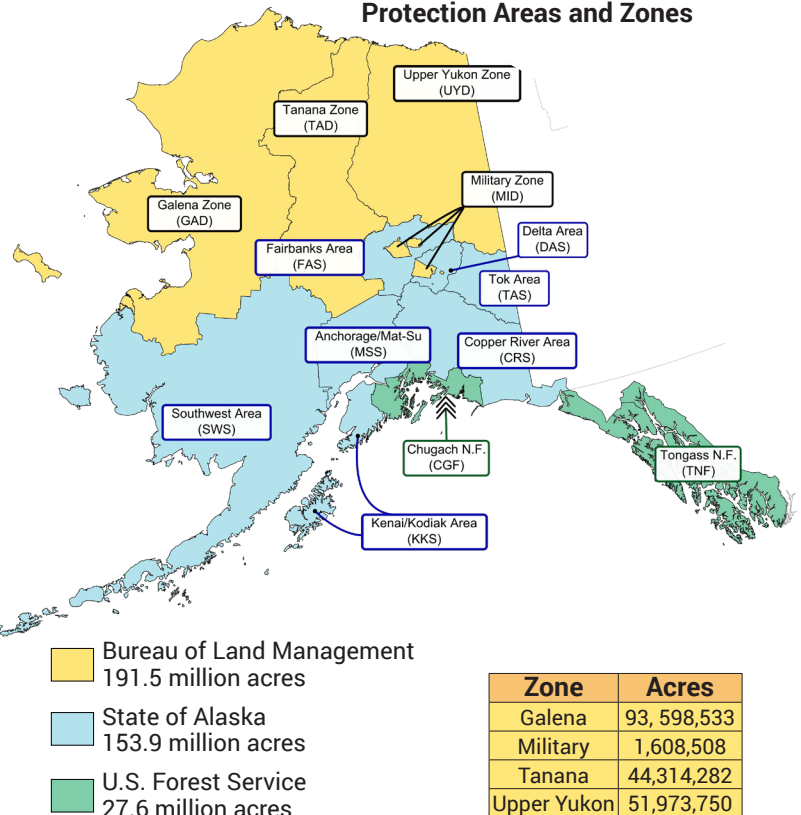 Protection Areas and Zones
Upper Yukon Zone
(UYD)
Tanana Zone
(TAD)
Military Zone
(MID)
Galena Zone
(GAD)
Delta Area
(DAS)
Fairbanks Area
(FAS)
Tok Area
(TAS)
Anchorage/Mat-Su
(MSS)
Copper River Area
(CRS)
Southwest Area
(SWS)
Chugach N.F.
(CGF)
Tongass N.F.
(TNF)
Kenai/Kodiak Area
(KKS)
Bureau of Land Management
191.5 million acres
State of Alaska
153.9 million acres
U.S. Forest Service
27.6 million acres
Zone Acres
Galena 93, 598,533
Military 1,608,508
Tanana 44,314,282
Upper Yukon 51,973,750